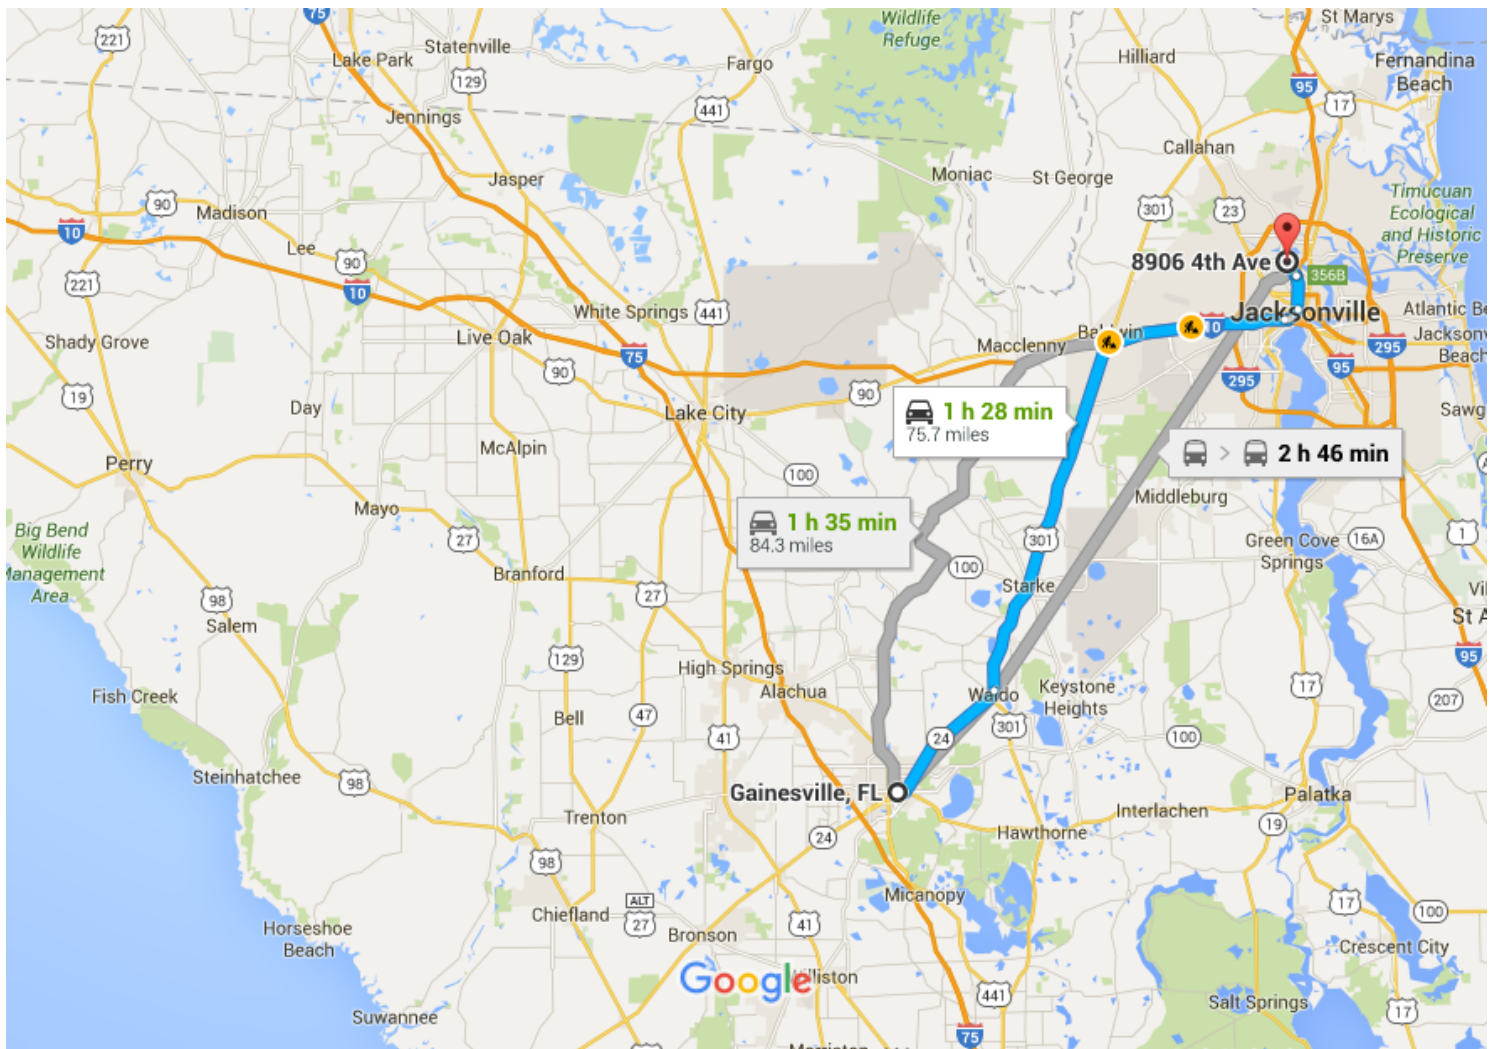 75
Wildlife
Refuge
St Marys
221
Statenville
Lake Park
129
Fargo
Hilliard
Fernandina
Beach
95
17
441
Jennings
Callahan
Jasper
Moniac
St George
90
Madison
301
23
Timucuan
Ecological
and Historic
Preserve
10
Lee
90
8906 4th Ave
356B
221
10
White Springs
441
Jacksonville
Atlantic Be
Shady Grove
Live Oak
75
Macclenny
Baldwin
10
Jacksonv
Beach
295
95
295
90
90
19
Day
Lake City
1 h 28 min
75.7 miles
Sawg
McAlpin
2 h 46 min
Perry
100
Middleburg
Mayo
1 h 35 min
84.3 miles
Big Bend
Wildlife
Management
Area
27
301
Green Cove
Springs
16A
1
100
Branford
Starke
Vil
98
27
Salem
St A
129
High Springs
95
Alachua
Waldo
Keystone
Heights
17
Fish Creek
207
Bell
47
41
24
301
100
Steinhatchee
98
Gainesville, FL
Palatka
Trenton
Interlachen
24
Hawthorne
19
98
Micanopy
ALT
27
Chiefland
17
100
Horseshoe
Beach
Bronson
41
Crescent City
Google
lliston
441
Salt Springs
17
Suwannee
75